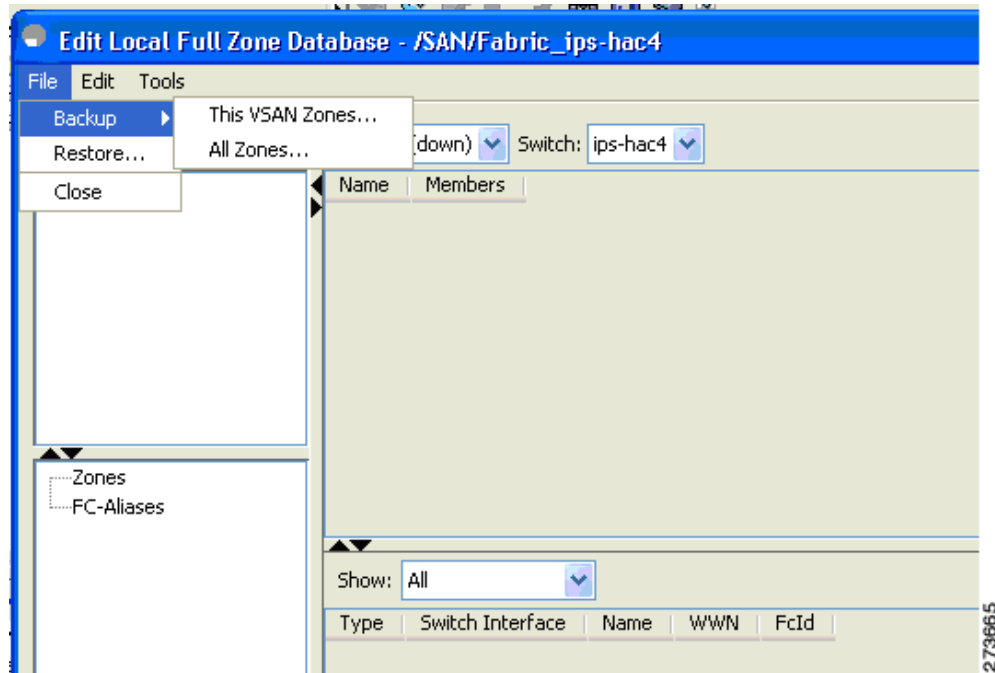 Edit Local Full Zone Database - /SAN/Fabric_ips-hac4
File Edit Tools
Backup This VSAN Zones...
Restore... All Zones... (down) Switch: ips-hac4
Close
Name Members
Zones
FC-Aliases
Show: All
Type Switch Interface Name WWN FcId
273665